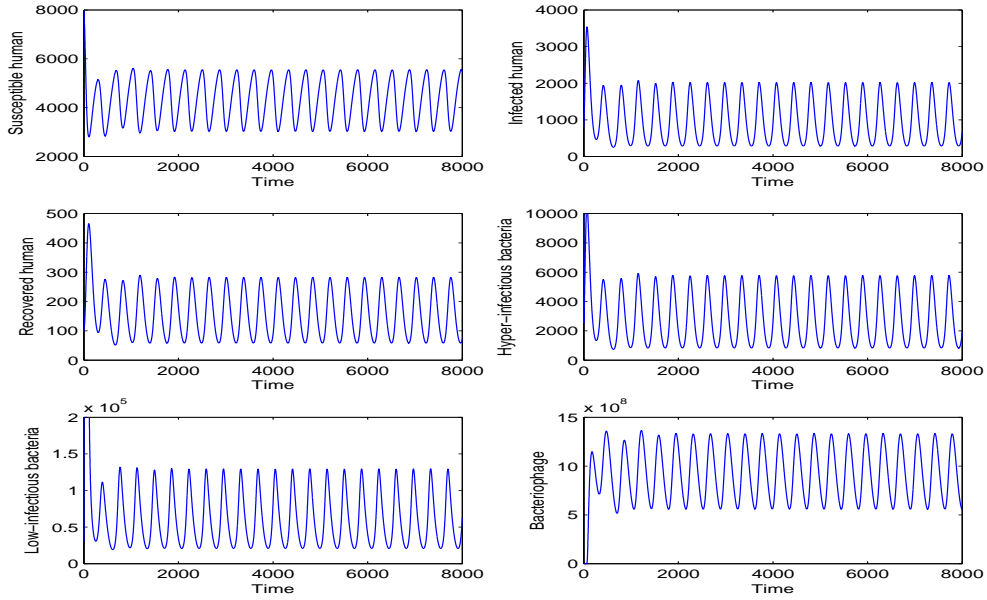 Susceptible human
8000
6000
4000
2000
0 2000 4000 6000 8000
Time
Infected human
4000
3000
2000
1000
0
0 2000 4000 6000 8000
Time
Recovered human
500
400
300
200
100
0
0 2000 4000 6000 8000
Time
Hyper−infectious bacteria
10000
8000
6000
4000
2000
0
0 2000 4000 6000 8000
Time
Low−infectious bacteria
x 10^5
2
1.5
1
0.5
0
0 2000 4000 6000 8000
Time
Bacteriophage
x 10^8
15
10
5
0
0 2000 4000 6000 8000
Time